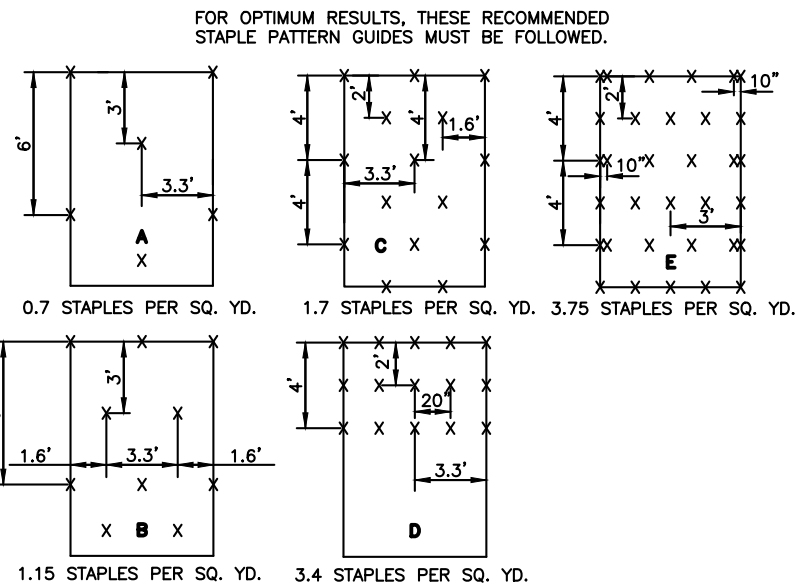 FOR OPTIMUM RESULTS, THESE RECOMMENDED
STAPLE PATTERN GUIDES MUST BE FOLLOWED.
6'
3'
3.3'
A
0.7 STAPLES PER SQ. YD.
4'
2'
4'
1.6'
3.3'
4'
C
1.7 STAPLES PER SQ. YD.
10"
4'
2'
10"
4'
3'
E
3.75 STAPLES PER SQ. YD.
3'
1.6'
3.3'
1.6'
B
1.15 STAPLES PER SQ. YD.
4'
2'
20"
3.3'
D
3.4 STAPLES PER SQ. YD.